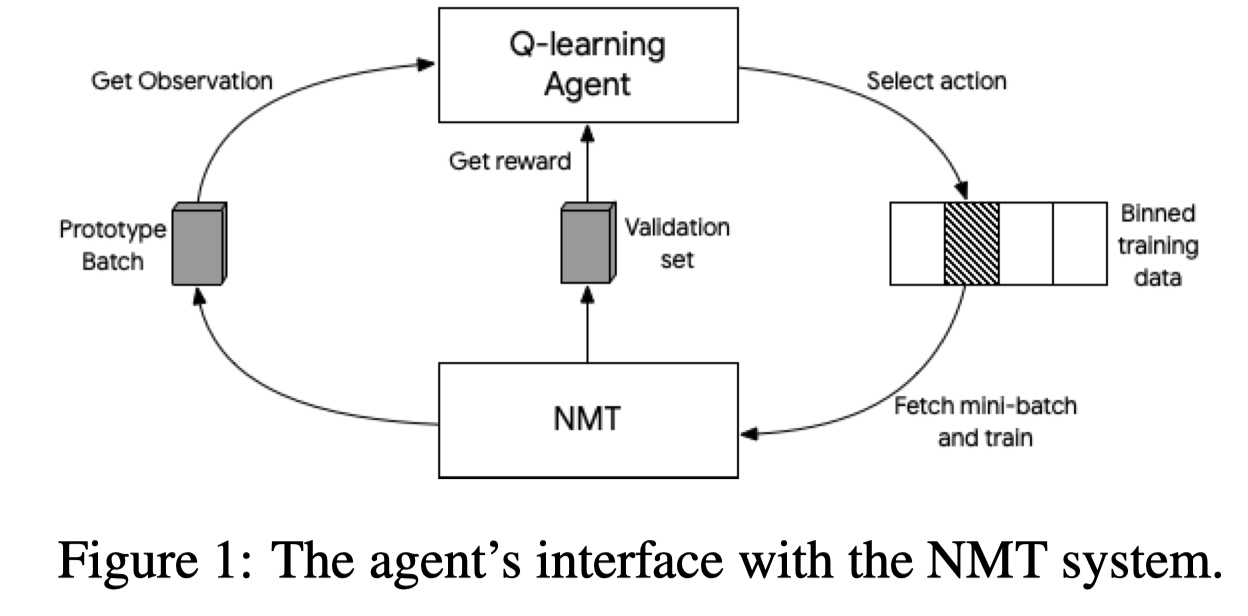 Q-learning
Agent
Get Observation
Select action
Get reward
Prototype
Batch
Validation
set
Binned
training
data
NMT
Fetch mini-batch
and train
Figure 1: The agent's interface with the NMT system.